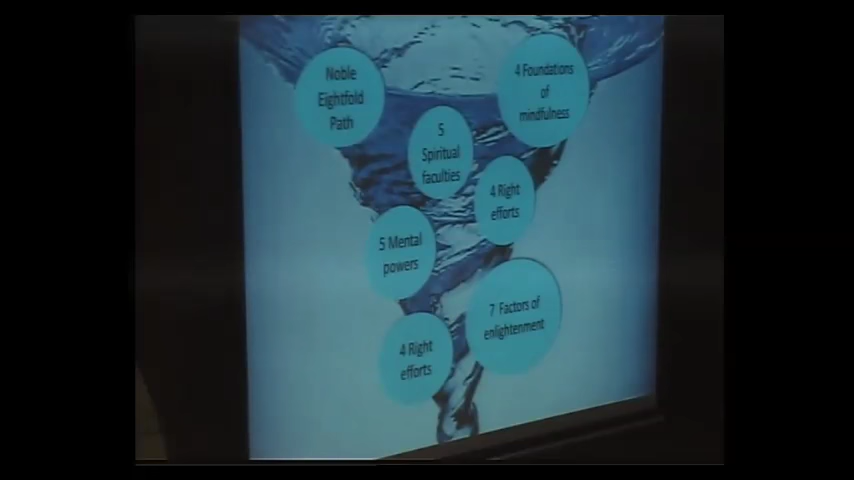 Noble
Eightfold
Path
4 Foundations
of
mindfulness
5
Spiritual
faculties
4 Right
efforts
5 Mental
powers
7 Factors of
enlightenment
4 Right
efforts